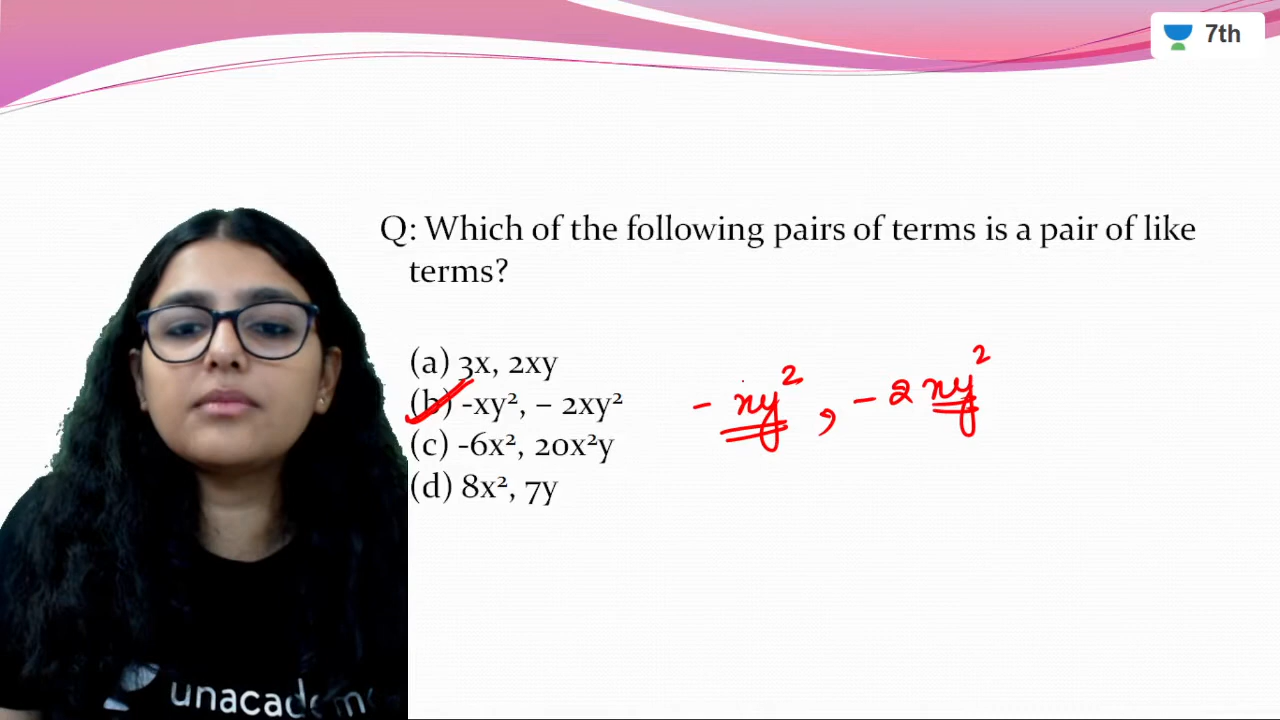 7th
Q: Which of the following pairs of terms is a pair of like
terms?
(a) 3x, 2xy
(b) -xy², – 2xy²
- xy², - 2xy²
(c) -6x², 20x²y
(d) 8x², 7y
unacadem